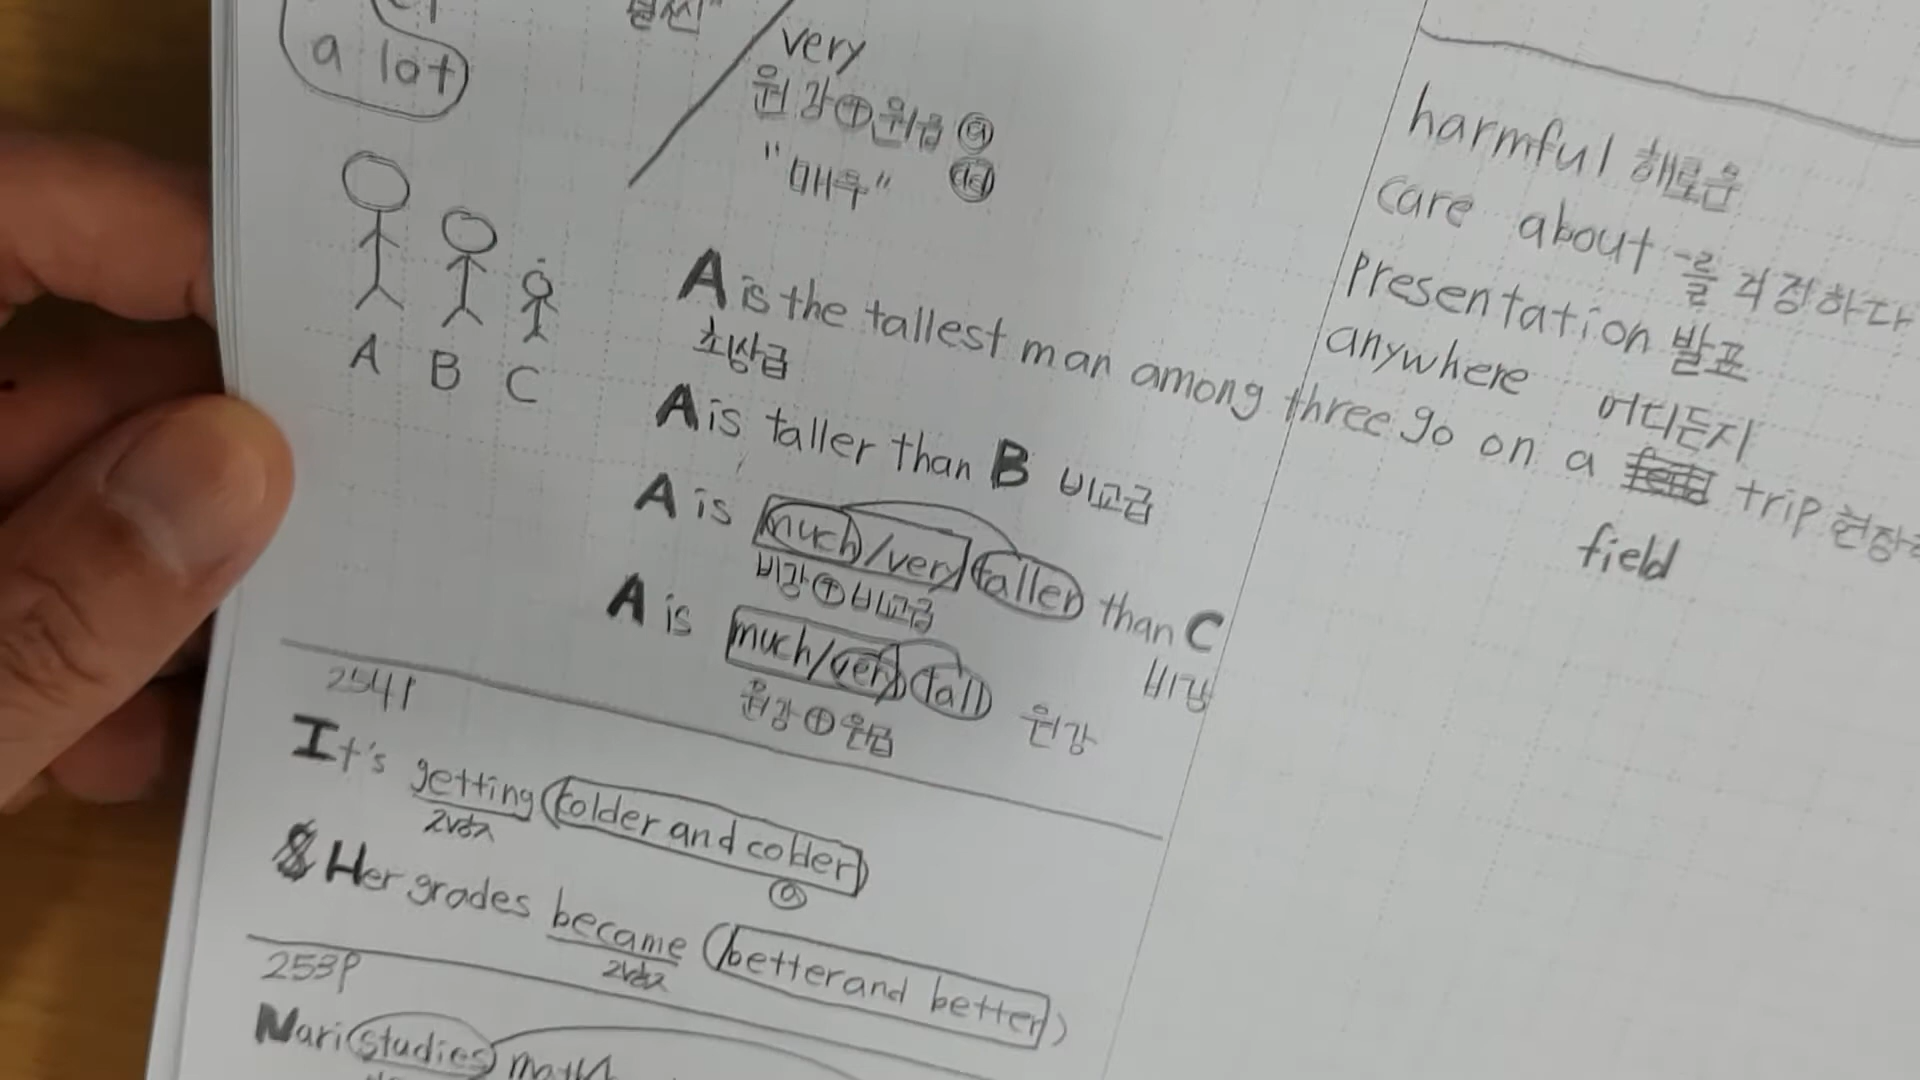 a lot
very
원강⊕원급 ⓐ
"매우" ⓐⓓ
A B C
A is the tallest man among three
최상급
A is taller than B 비교급
A is much/very taller than C
비강⊕비교급
비강
A is much/very tall 원강
원강⊕원급
254P
It's getting colder and colder
ⓐ
Her grades became (better and better)
253P
Nari studies math
harmful 해로운
care about ~를 걱정하다
presentation 발표
anywhere 어디든지
go on a trip 현장
field